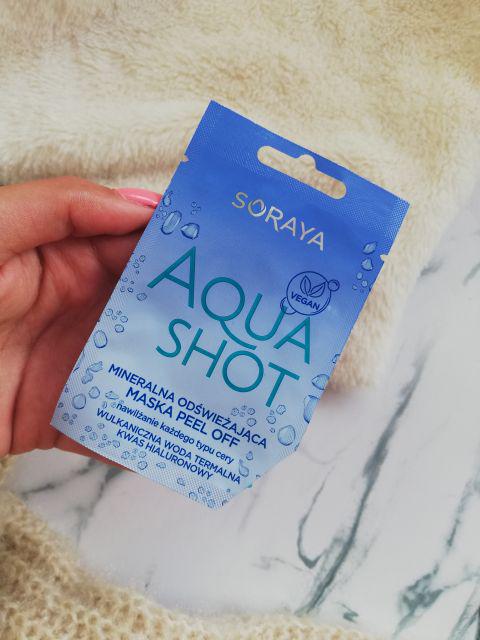 SORAYA
AQUA
SHOT
VEGAN
MINERALNA ODŚWIEŻAJĄCA
MASKA PEEL OFF
nawilżanie każdego typu cery
WULKANICZNA WODA TERMALNA
KWAS HIALURONOWY